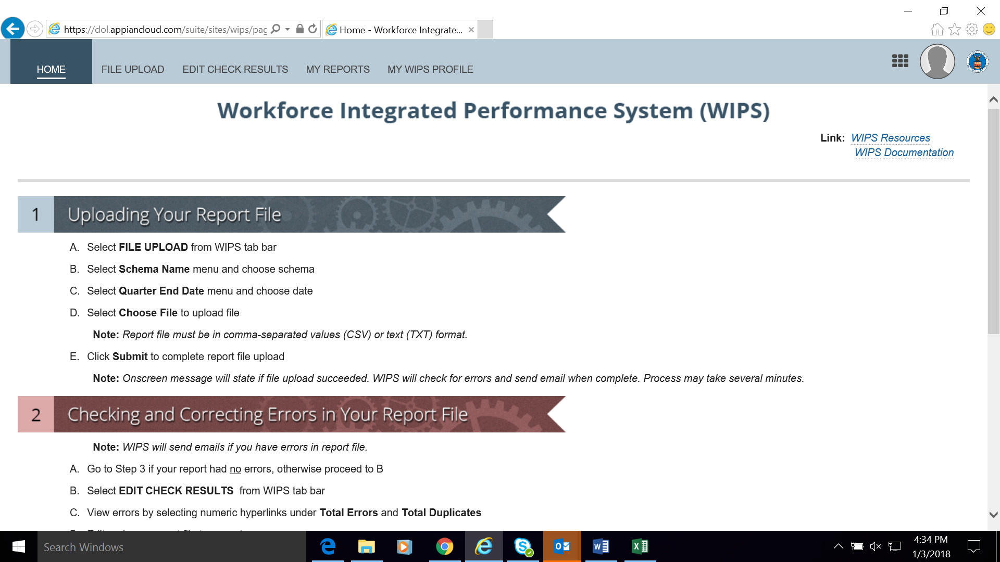 https://dol.appiancloud.com/suite/sites/wips/pag
Home - Workforce Integrate...
HOME
FILE UPLOAD
EDIT CHECK RESULTS
MY REPORTS
MY WIPS PROFILE
Workforce Integrated Performance System (WIPS)
Link: WIPS Resources
WIPS Documentation
1 Uploading Your Report File
A. Select FILE UPLOAD from WIPS tab bar
B. Select Schema Name menu and choose schema
C. Select Quarter End Date menu and choose date
D. Select Choose File to upload file
Note: Report file must be in comma-separated values (CSV) or text (TXT) format.
E. Click Submit to complete report file upload
Note: Onscreen message will state if file upload succeeded. WIPS will check for errors and send email when complete. Process may take several minutes.
2 Checking and Correcting Errors in Your Report File
Note: WIPS will send emails if you have errors in report file.
A. Go to Step 3 if your report had no errors, otherwise proceed to B
B. Select EDIT CHECK RESULTS from WIPS tab bar
C. View errors by selecting numeric hyperlinks under Total Errors and Total Duplicates
Search Windows
4:34 PM
1/3/2018